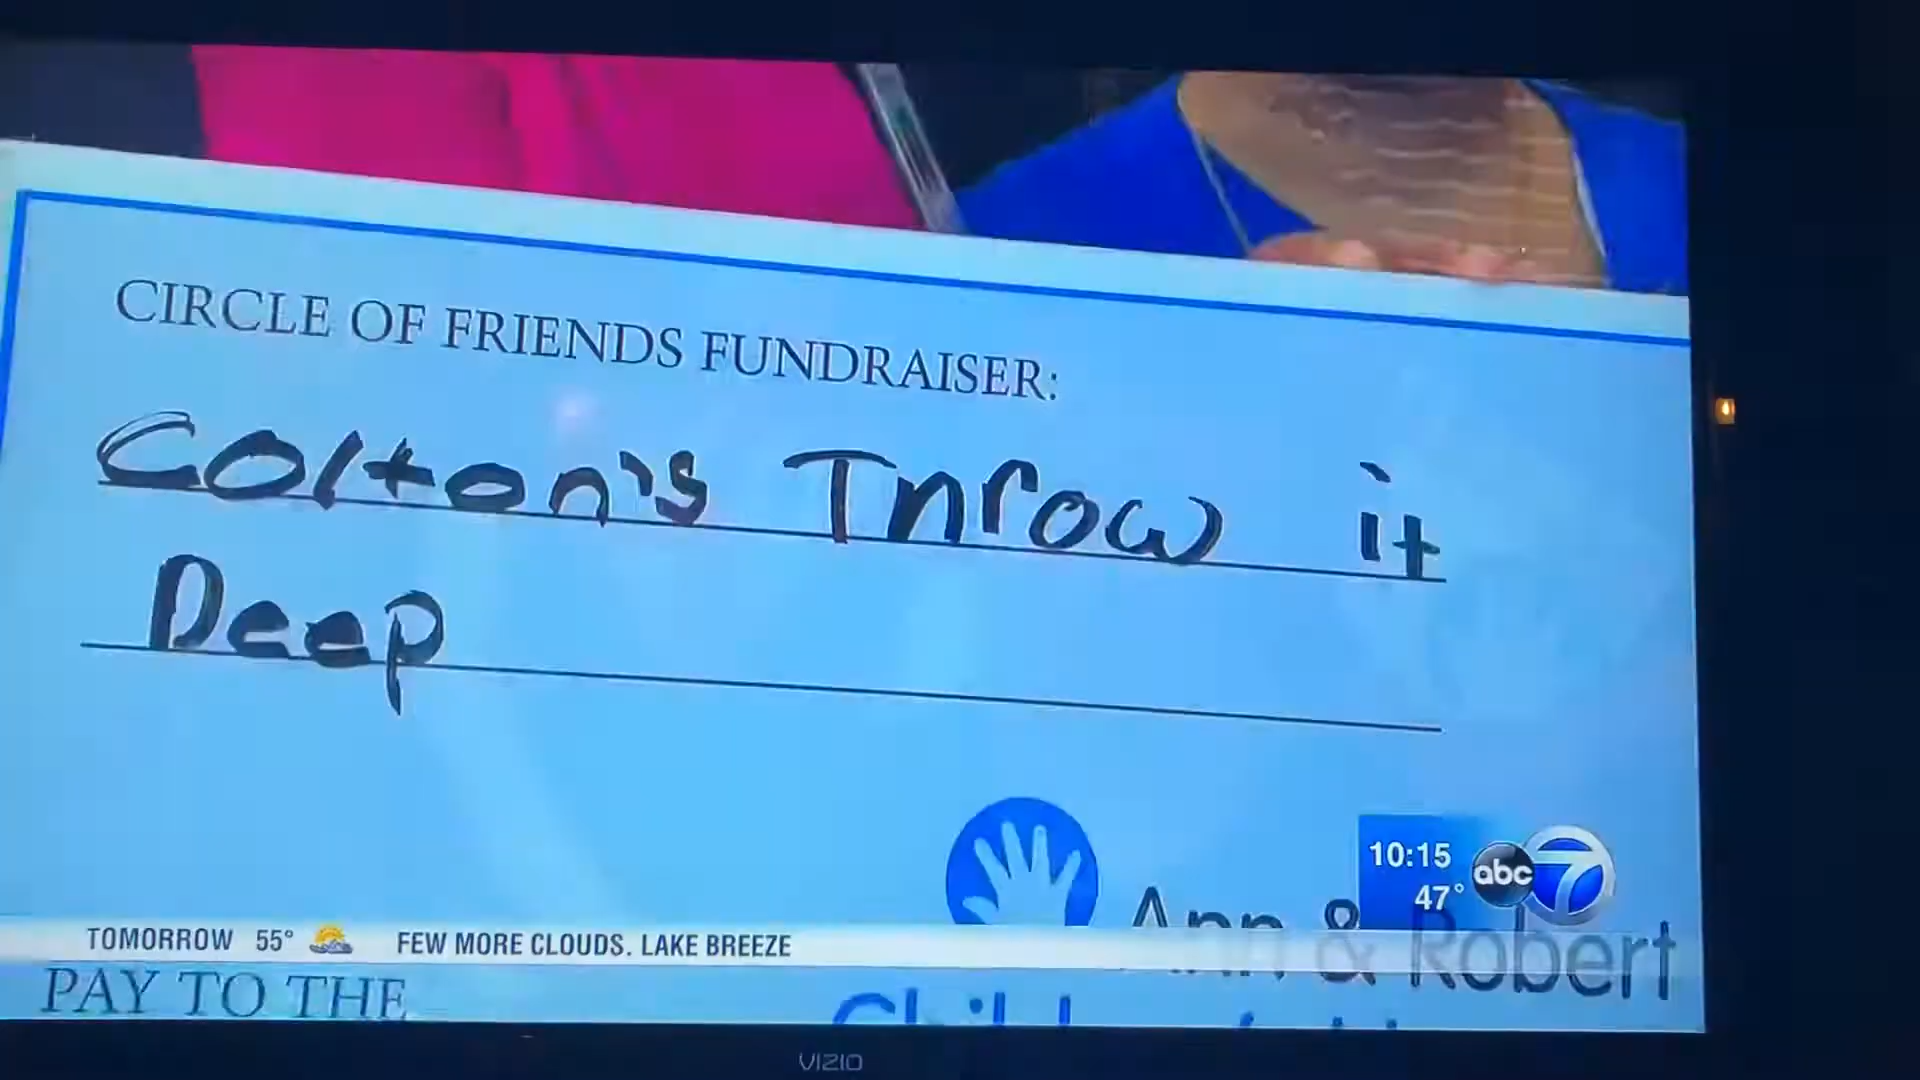 CIRCLE OF FRIENDS FUNDRAISER:
Colton's Throw it
Deep
10:15
47°
abc 7
Ann & Robert
TOMORROW 55° FEW MORE CLOUDS. LAKE BREEZE
PAY TO THE
VIZIO